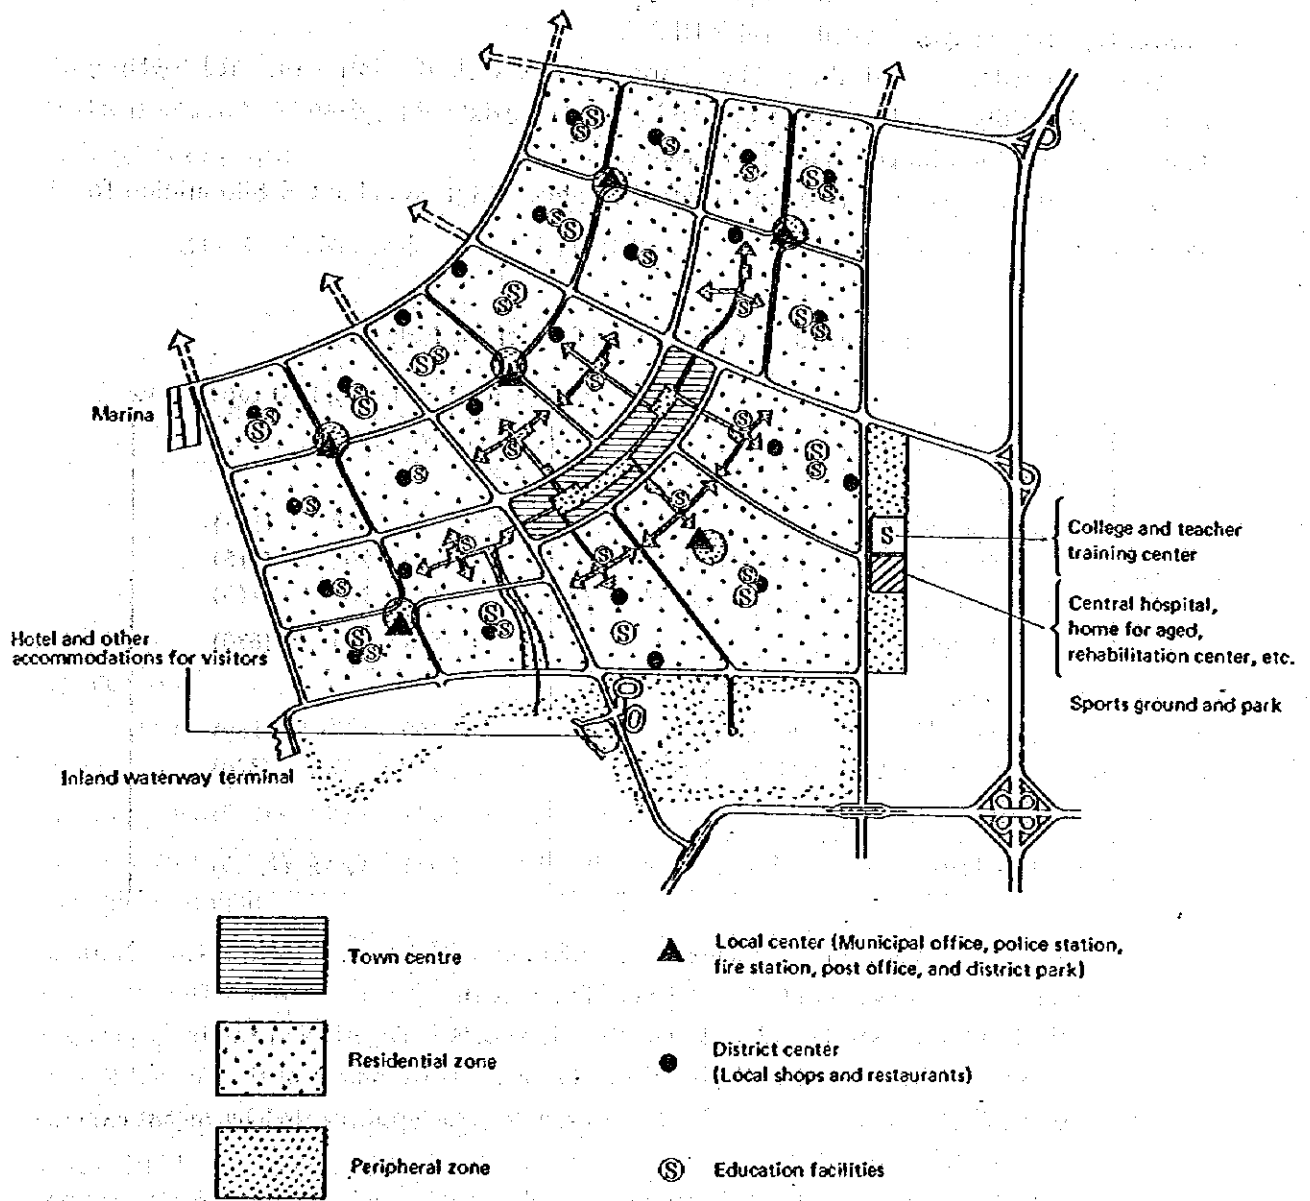 Marina
College and teacher
training center
Central hospital,
home for aged,
rehabilitation center, etc.
Sports ground and park
Hotel and other
accommodations for visitors
Inland waterway terminal
Town centre
Local center (Municipal office, police station,
fire station, post office, and district park)
Residential zone
District center
(Local shops and restaurants)
Peripheral zone
S Education facilities